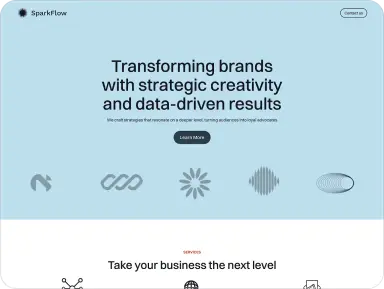 SparkFlow
Contact us
Transforming brands
with strategic creativity
and data-driven results
We craft strategies that resonate on a deeper level, turning audiences into loyal advocates.
Learn More
SERVICES
Take your business the next level